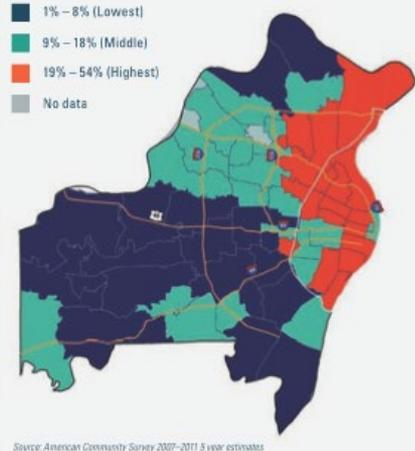 1% – 8% (Lowest)
9% – 18% (Middle)
19% – 54% (Highest)
No data
Source: American Community Survey 2007–2011 5 year estimates